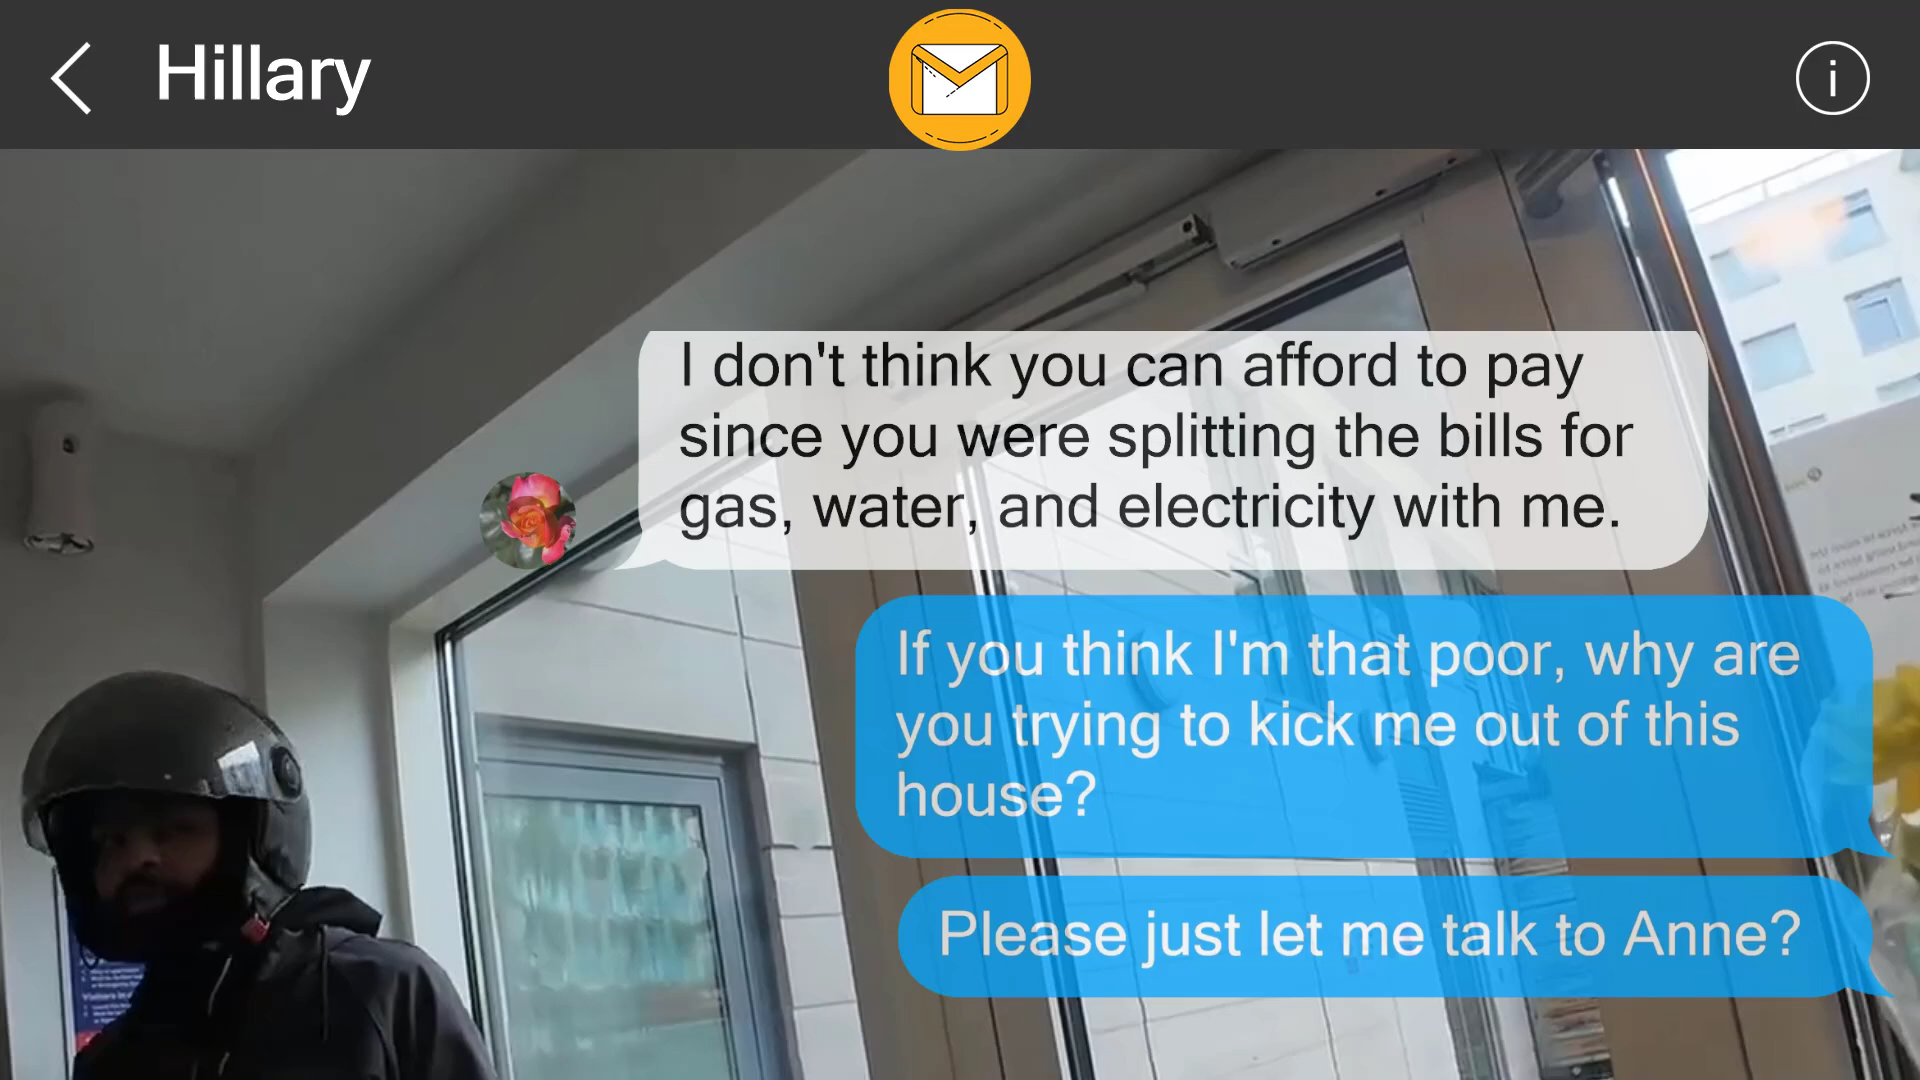 Hillary
I don't think you can afford to pay
since you were splitting the bills for
gas, water, and electricity with me.
If you think I'm that poor, why are
you trying to kick me out of this
house?
Please just let me talk to Anne?